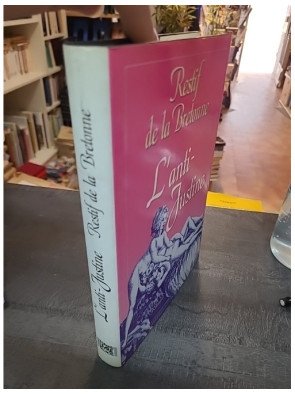 Restif
de la Bretonne
L'anti-
Justine
L'anti-Justine Restif de la Bretonne